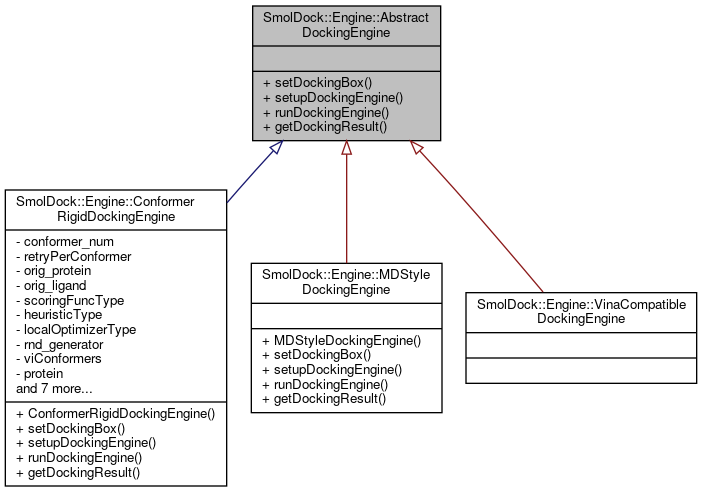 SmolDock::Engine::Abstract
DockingEngine
+ setDockingBox()
+ setupDockingEngine()
+ runDockingEngine()
+ getDockingResult()
SmolDock::Engine::Conformer
RigidDockingEngine
- conformer_num
- retryPerConformer
- orig_protein
- orig_ligand
- scoringFuncType
- heuristicType
- localOptimizerType
- rnd_generator
- viConformers
- protein
and 7 more...
+ ConformerRigidDockingEngine()
+ setDockingBox()
+ setupDockingEngine()
+ runDockingEngine()
+ getDockingResult()
SmolDock::Engine::MDStyle
DockingEngine
+ MDStyleDockingEngine()
+ setDockingBox()
+ setupDockingEngine()
+ runDockingEngine()
+ getDockingResult()
SmolDock::Engine::VinaCompatible
DockingEngine